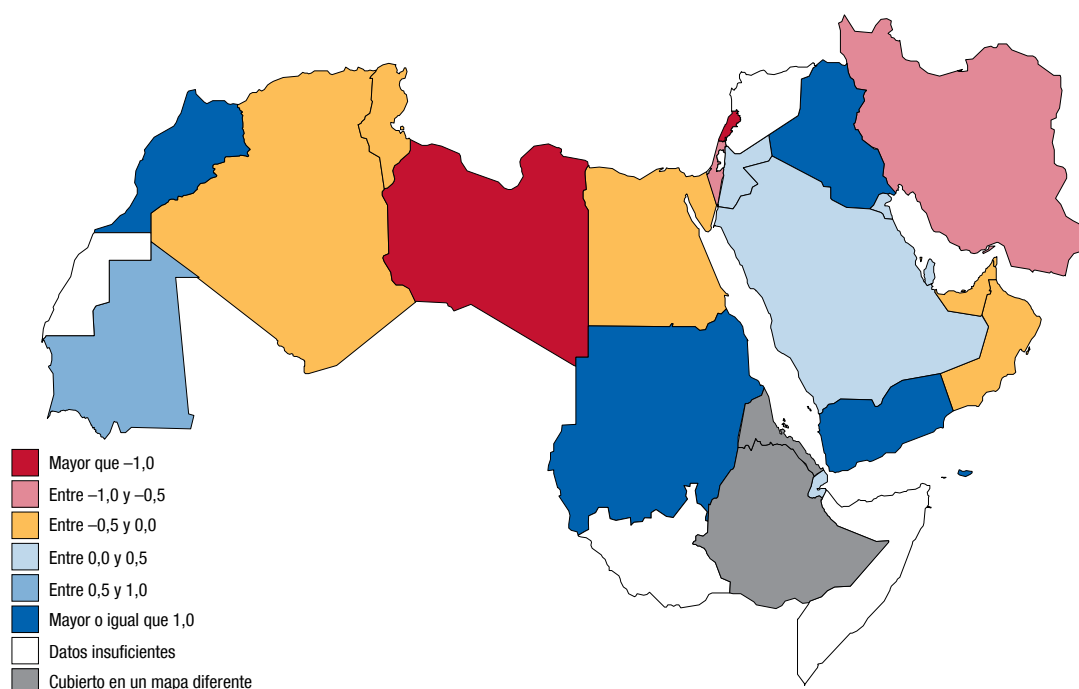 Mayor que –1,0
Entre –1,0 y –0,5
Entre –0,5 y 0,0
Entre 0,0 y 0,5
Entre 0,5 y 1,0
Mayor o igual que 1,0
Datos insuficientes
Cubierto en un mapa diferente